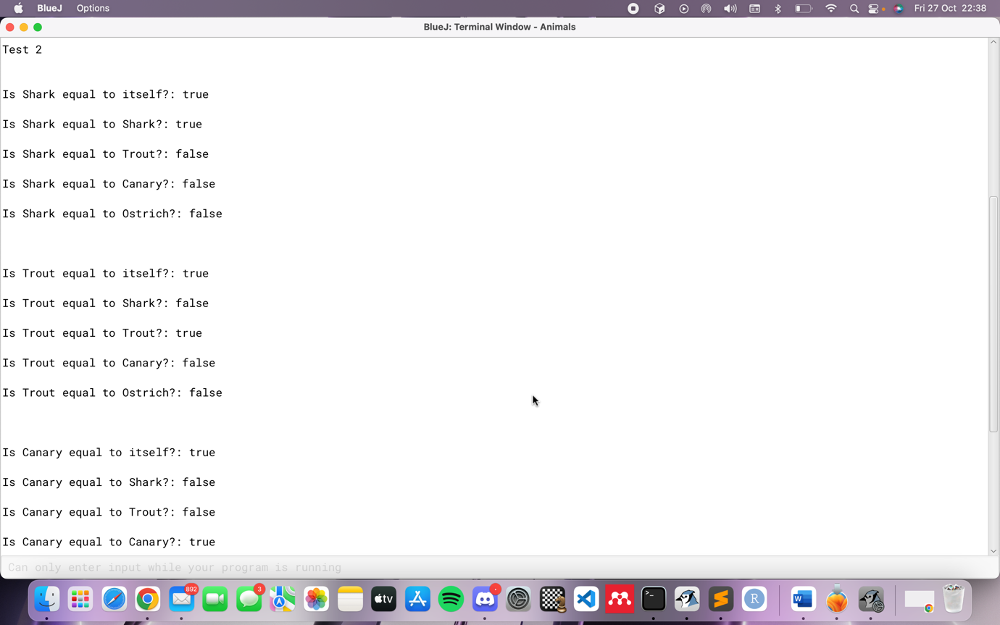 BlueJ Options Fri 27 Oct 22:38
BlueJ: Terminal Window - Animals
Test 2
Is Shark equal to itself?: true
Is Shark equal to Shark?: true
Is Shark equal to Trout?: false
Is Shark equal to Canary?: false
Is Shark equal to Ostrich?: false
Is Trout equal to itself?: true
Is Trout equal to Shark?: false
Is Trout equal to Trout?: true
Is Trout equal to Canary?: false
Is Trout equal to Ostrich?: false
Is Canary equal to itself?: true
Is Canary equal to Shark?: false
Is Canary equal to Trout?: false
Is Canary equal to Canary?: true
Can only enter input while your program is running
892 3 tv R W